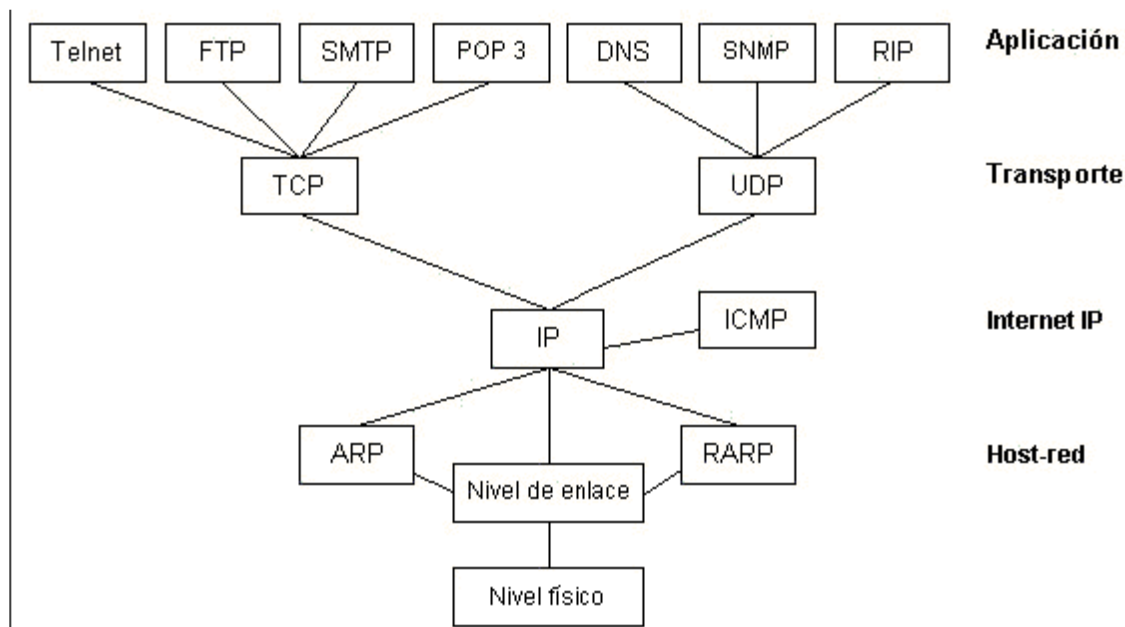 Telnet
FTP
SMTP
POP 3
DNS
SNMP
RIP
Aplicación
TCP
UDP
Transporte
IP
ICMP
Internet IP
ARP
RARP
Host-red
Nivel de enlace
Nivel físico